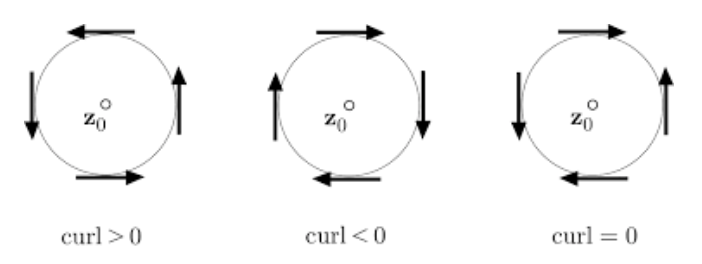 z₀ z₀ z₀
curl > 0 curl < 0 curl = 0